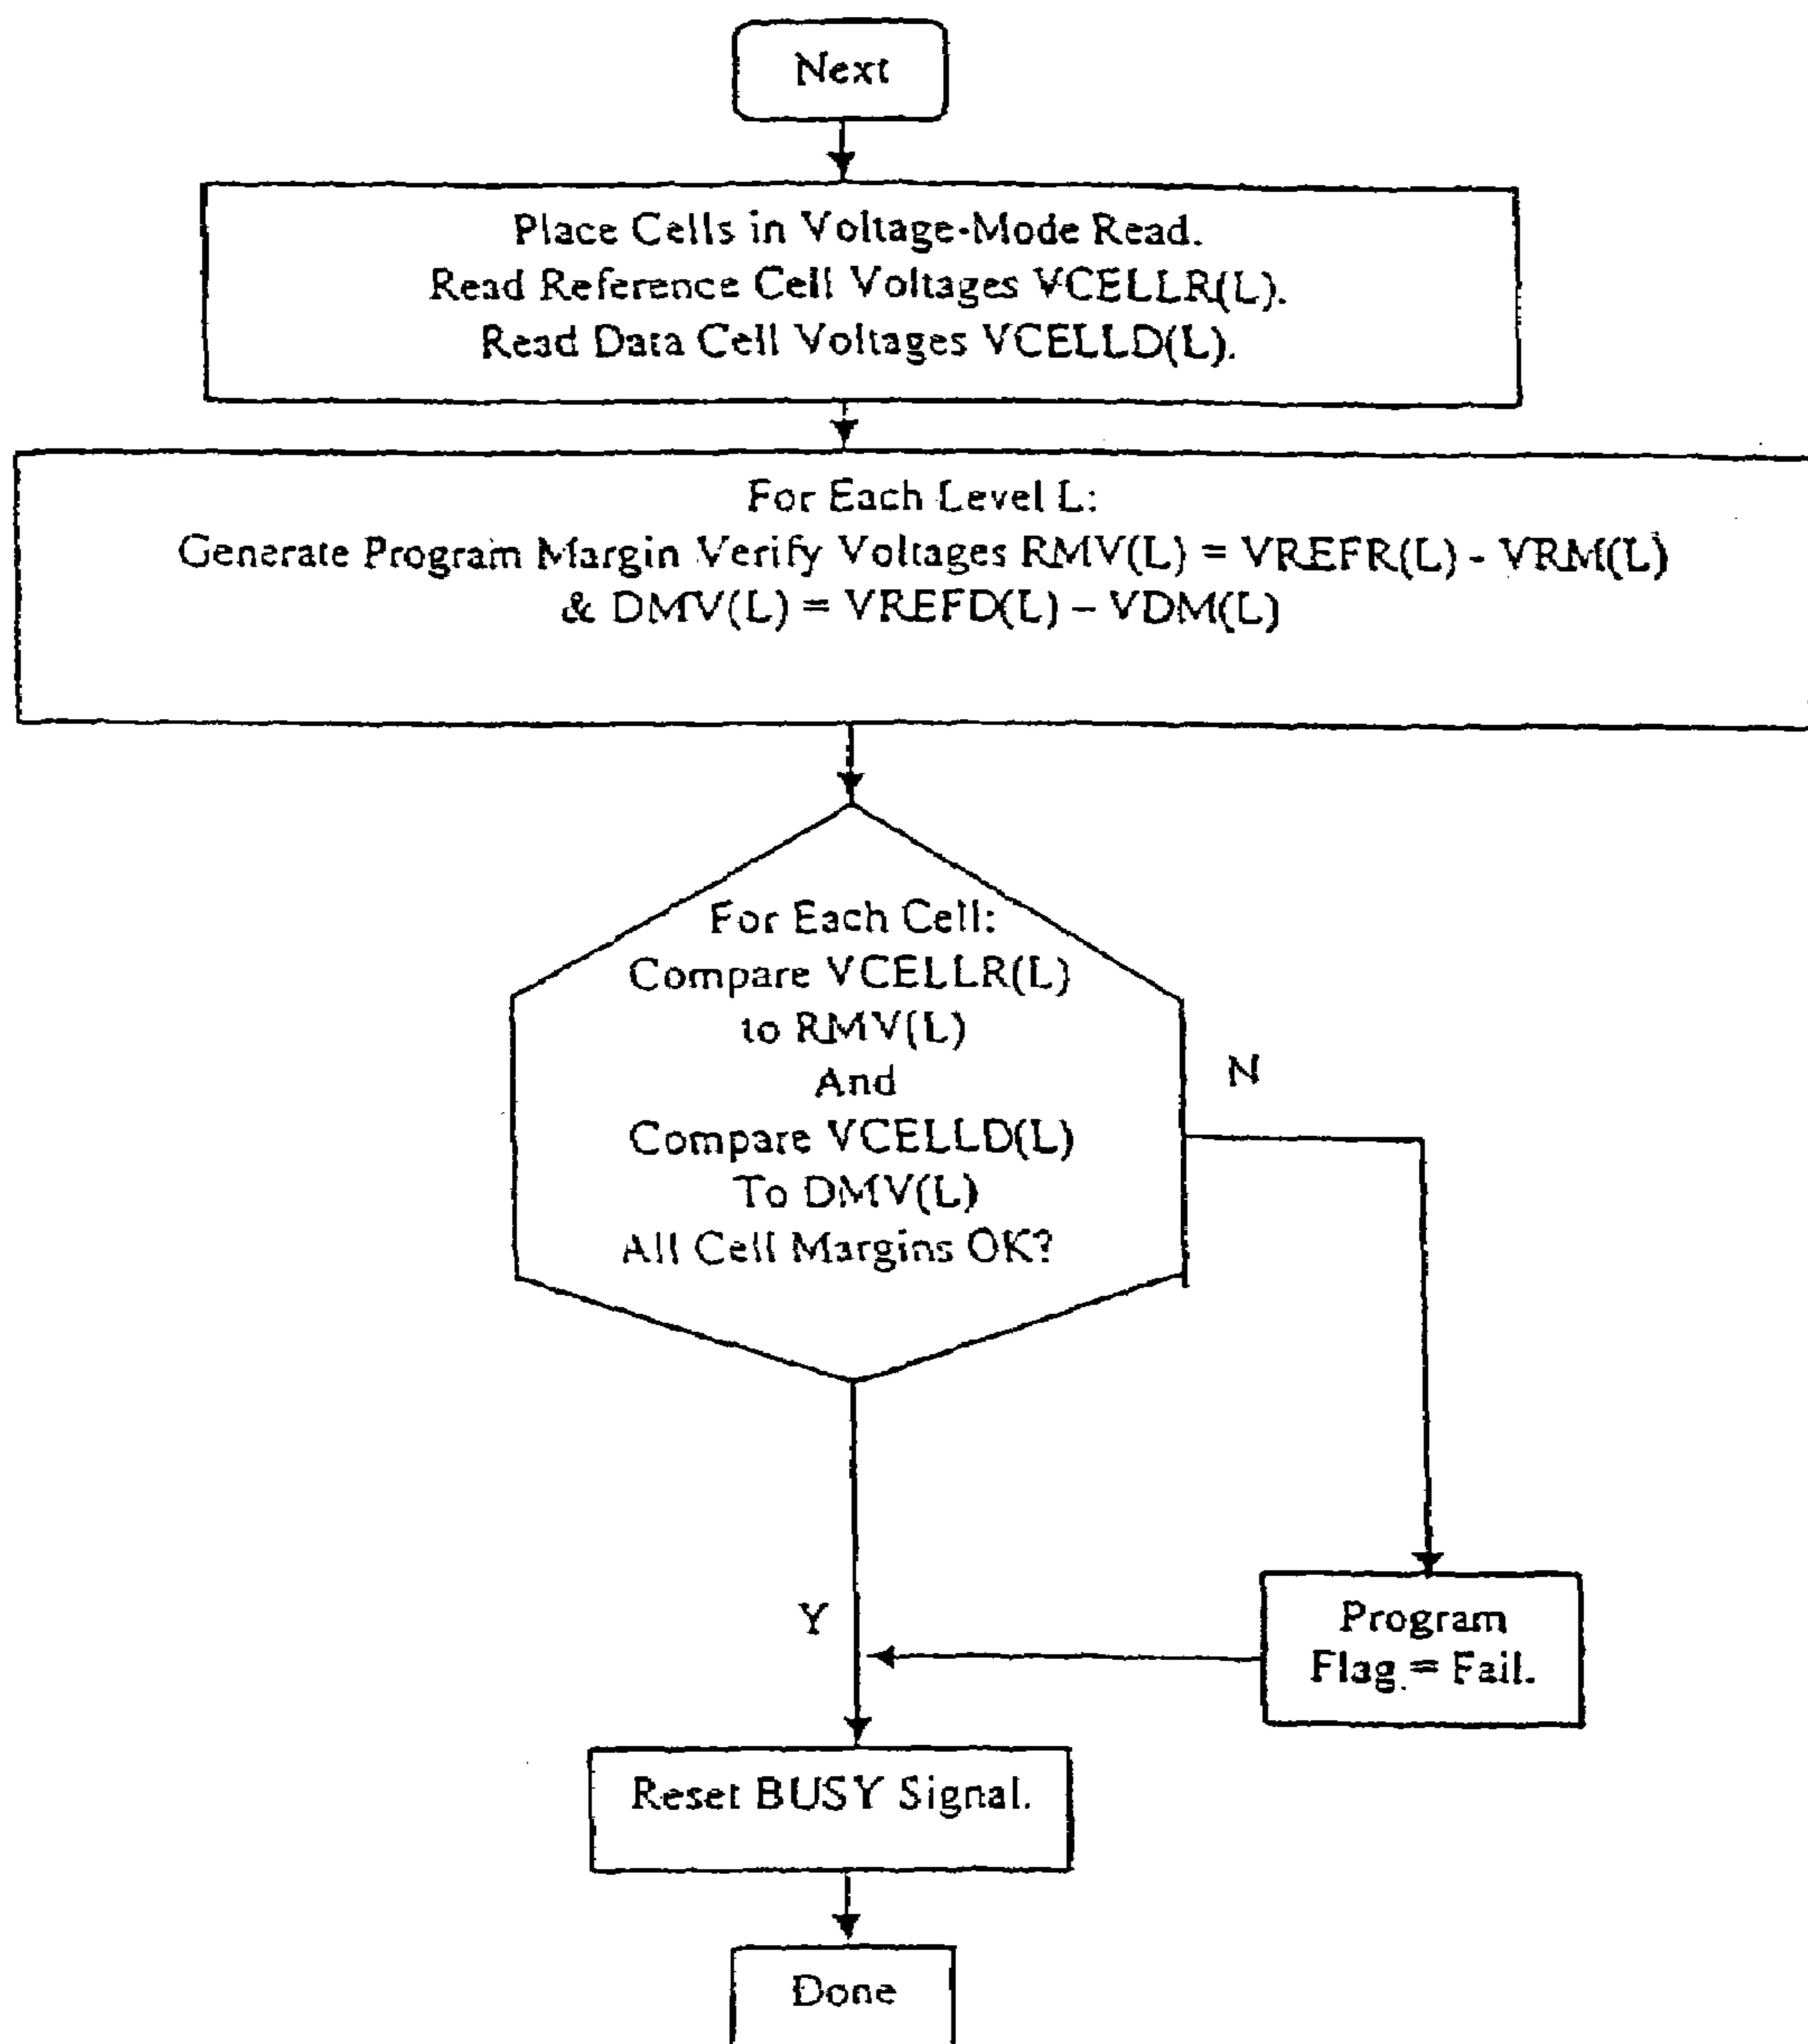 Next
Place Cells in Voltage-Mode Read.
Read Reference Cell Voltages VCELLR(L).
Read Data Cell Voltages VCELLD(L).
For Each Level L:
Generate Program Margin Verify Voltages RMV(L) = VREFR(L) - VRM(L)
& DMV(L) = VREFD(L) – VDM(L)
For Each Cell:
Compare VCELLR(L)
to RMV(L)
And
Compare VCELLD(L)
To DMV(L)
All Cell Margins OK?
N
Y
Program
Flag = Fail.
Reset BUSY Signal.
Done